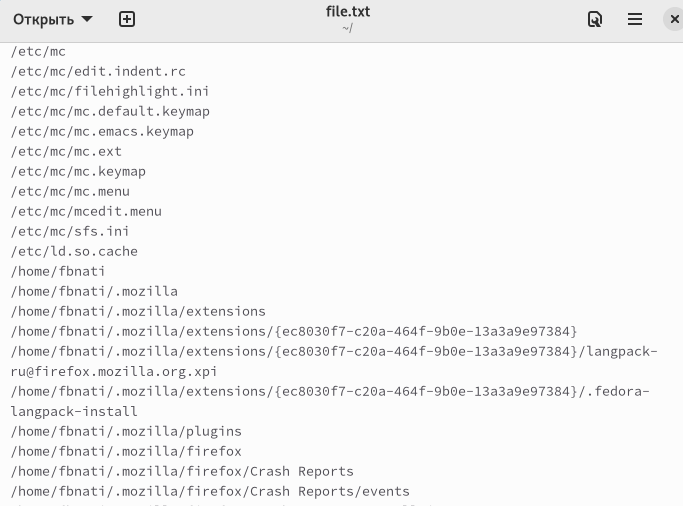 Открыть
file.txt
~/
/etc/mc
/etc/mc/edit.indent.rc
/etc/mc/filehighlight.ini
/etc/mc/mc.default.keymap
/etc/mc/mc.emacs.keymap
/etc/mc/mc.ext
/etc/mc/mc.keymap
/etc/mc/mc.menu
/etc/mc/mcedit.menu
/etc/mc/sfs.ini
/etc/ld.so.cache
/home/fbnati
/home/fbnati/.mozilla
/home/fbnati/.mozilla/extensions
/home/fbnati/.mozilla/extensions/{ec8030f7-c20a-464f-9b0e-13a3a9e97384}
/home/fbnati/.mozilla/extensions/{ec8030f7-c20a-464f-9b0e-13a3a9e97384}/langpack-
ru@firefox.mozilla.org.xpi
/home/fbnati/.mozilla/extensions/{ec8030f7-c20a-464f-9b0e-13a3a9e97384}/.fedora-
langpack-install
/home/fbnati/.mozilla/plugins
/home/fbnati/.mozilla/firefox
/home/fbnati/.mozilla/firefox/Crash Reports
/home/fbnati/.mozilla/firefox/Crash Reports/events